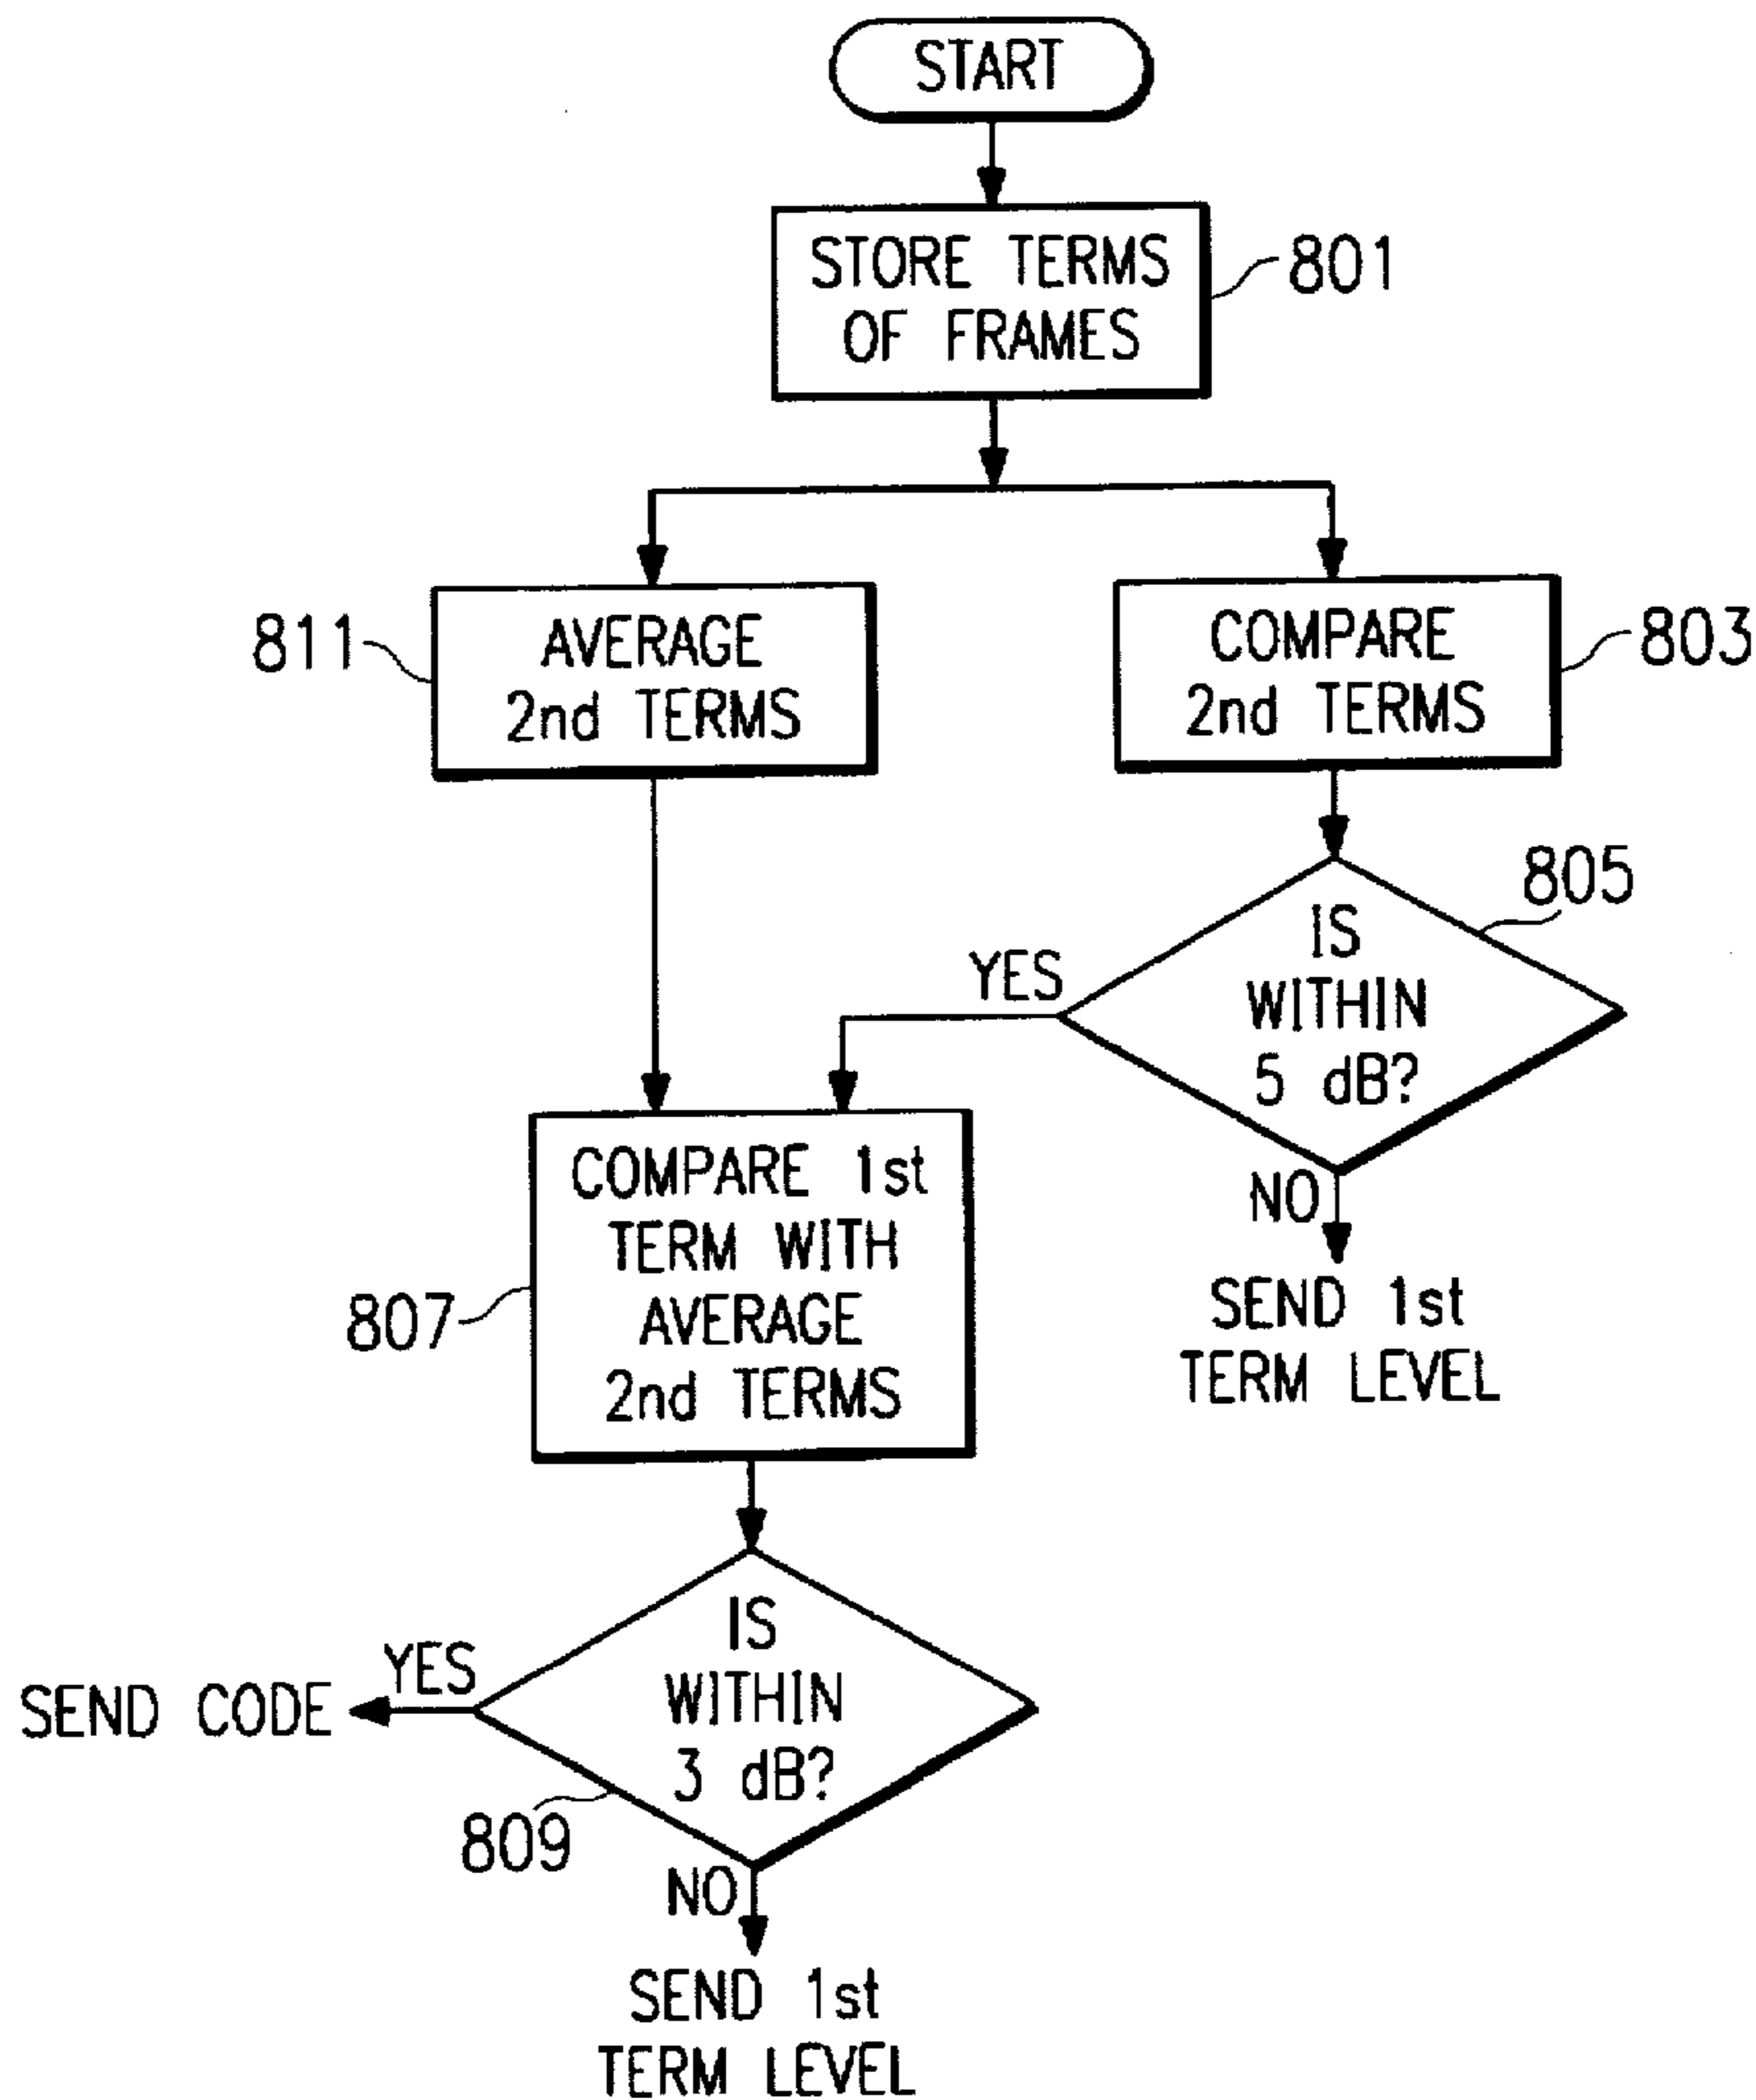 START
STORE TERMS
OF FRAMES
801
811
AVERAGE
2nd TERMS
COMPARE
2nd TERMS
803
805
IS
WITHIN
5 dB?
YES
NO
SEND 1st
TERM LEVEL
COMPARE 1st
TERM WITH
AVERAGE
2nd TERMS
807
IS
WITHIN
3 dB?
YES
SEND CODE
809
NO
SEND 1st
TERM LEVEL